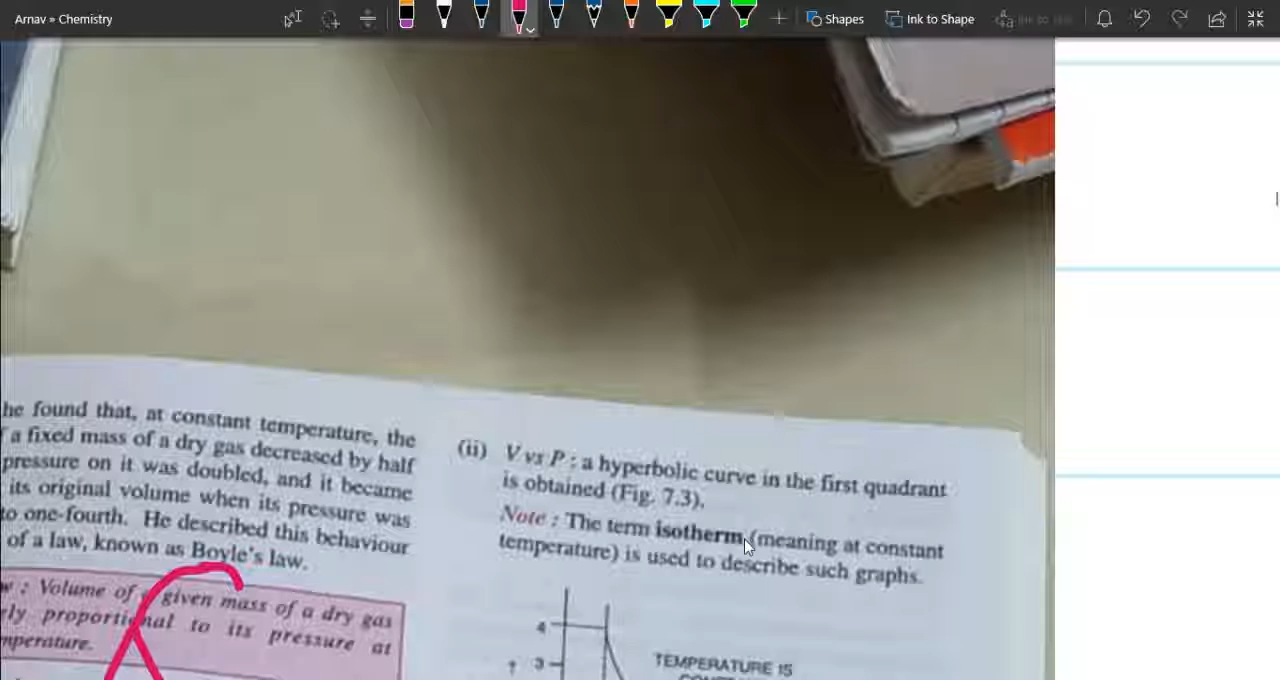 Arnav » Chemistry
Shapes
Ink to Shape
he found that, at constant temperature, the
a fixed mass of a dry gas decreased by half
pressure on it was doubled, and it became
its original volume when its pressure was
to one-fourth. He described this behaviour
of a law, known as Boyle's law.
: Volume of given mass of a dry gas
proportional to its pressure at
(ii) V vs P : a hyperbolic curve in the first quadrant
is obtained (Fig. 7.3).
Note : The term isotherm (meaning at constant
temperature) is used to describe such graphs.
4
3
TEMPERATURE IS